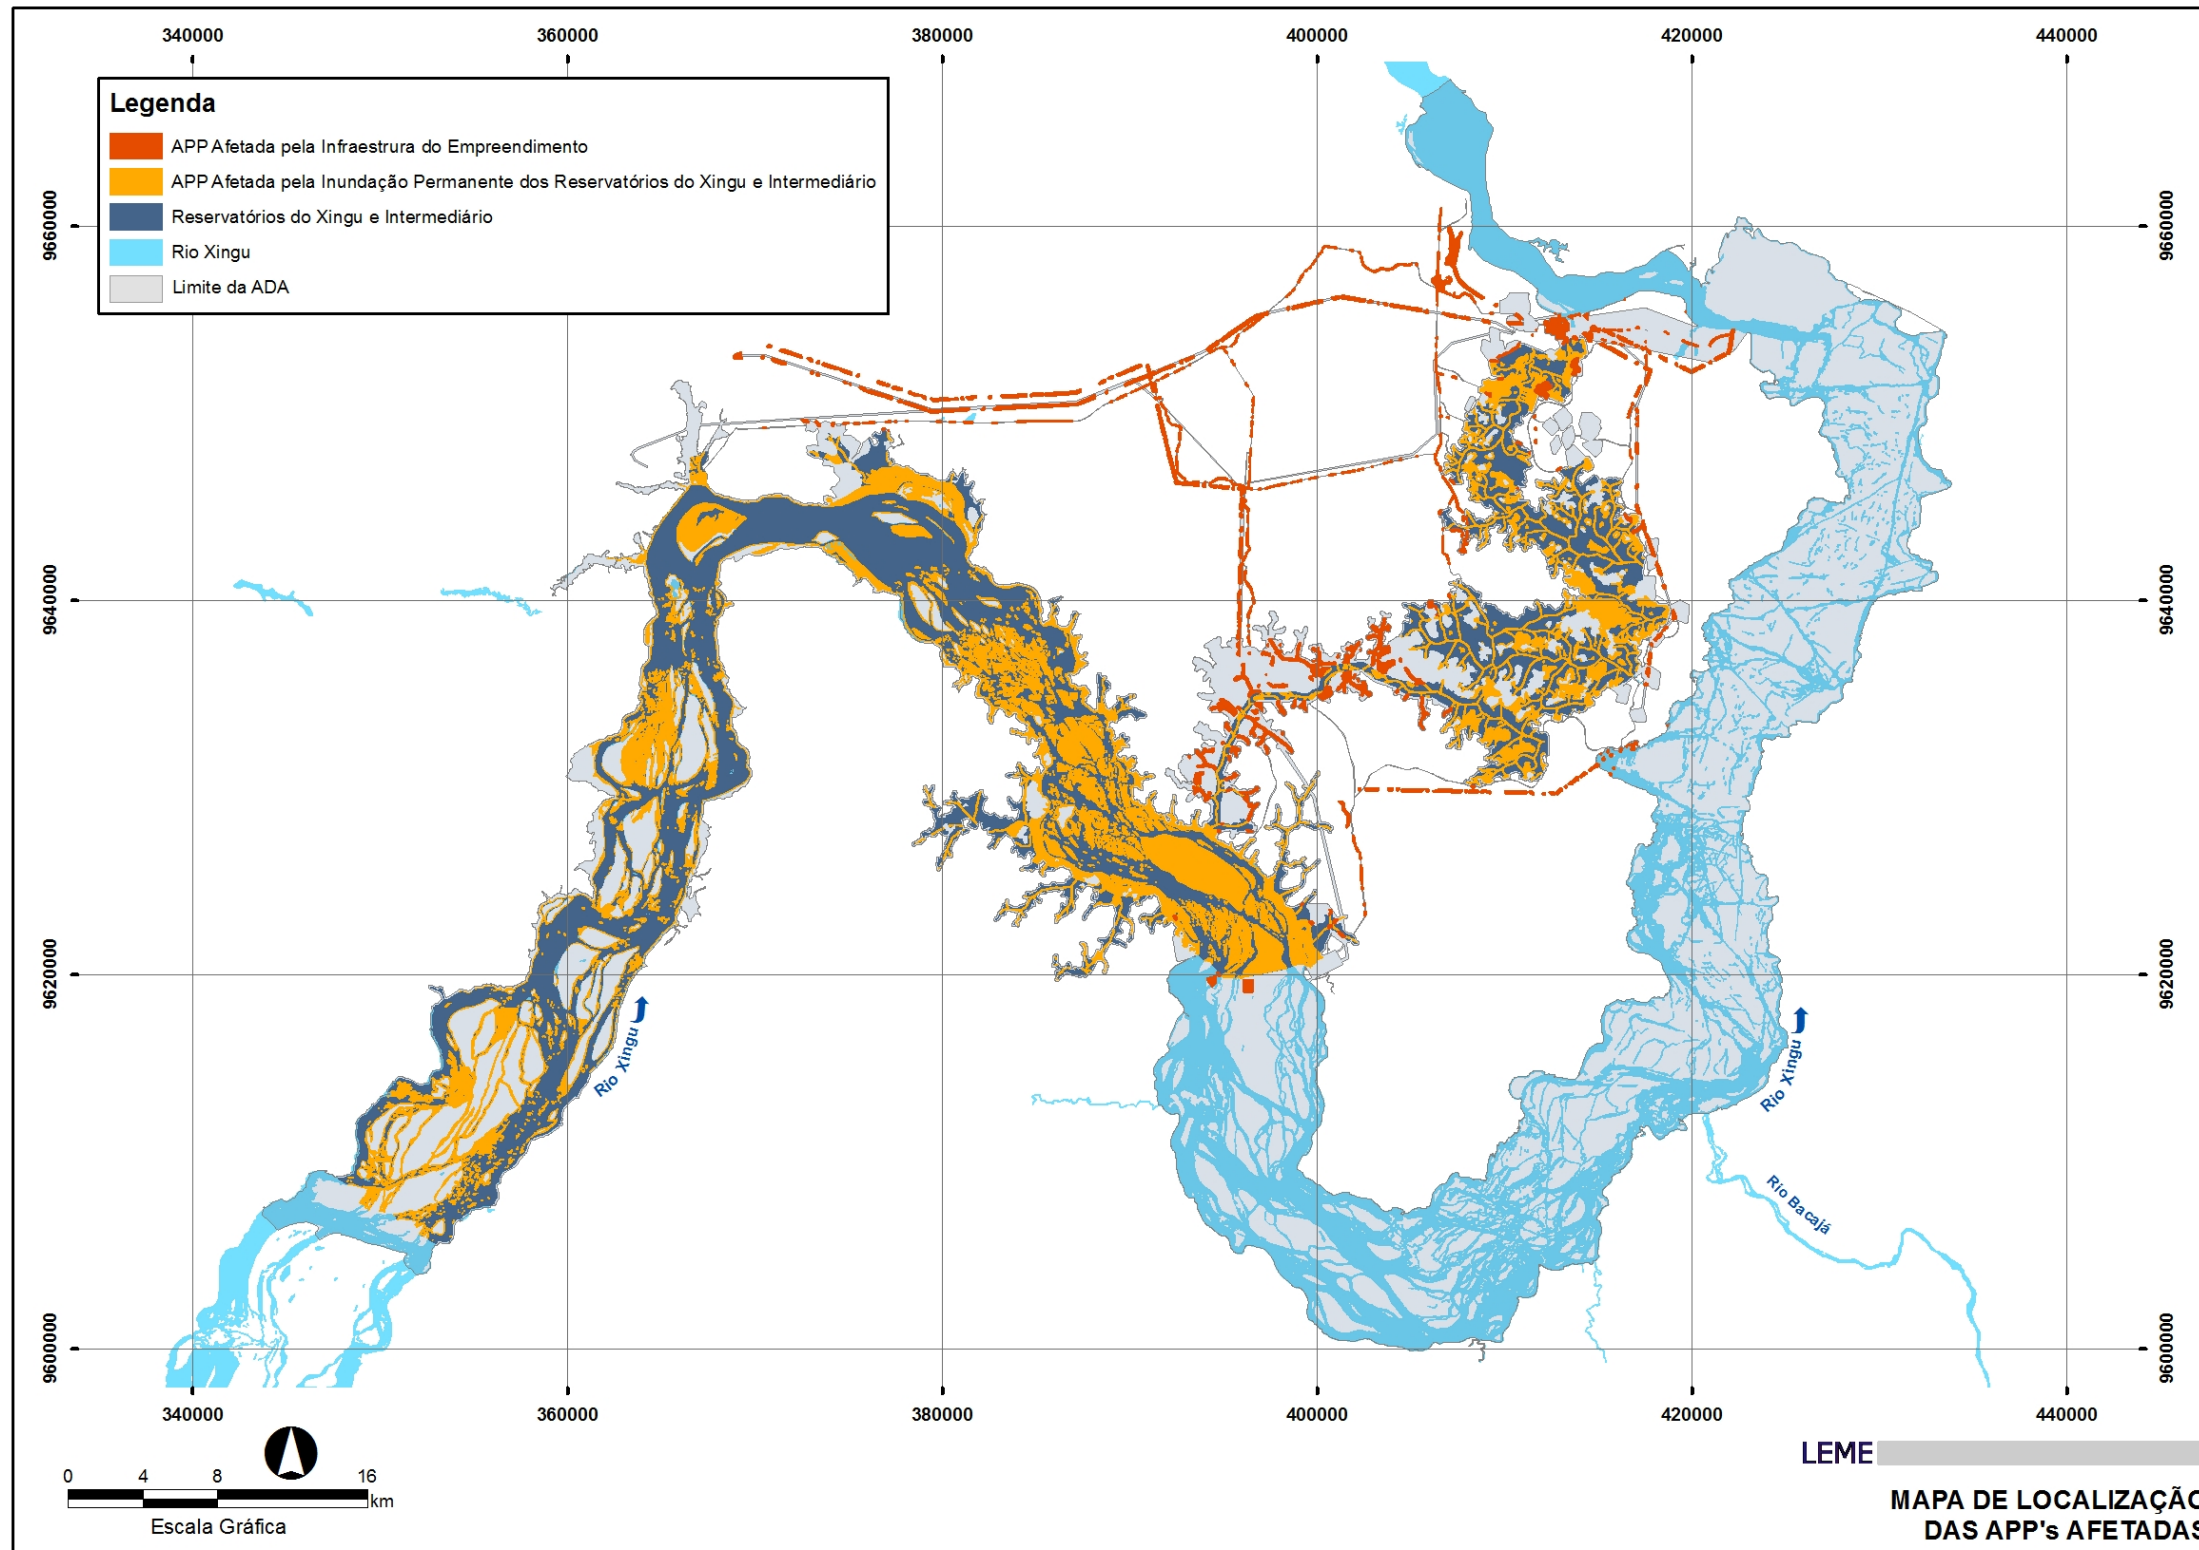 340000 360000 380000 400000 420000 440000
Legenda
APP Afetada pela Infraestrura do Empreendimento
APP Afetada pela Inundação Permanente dos Reservatórios do Xingu e Intermediário
Reservatórios do Xingu e Intermediário
Rio Xingu
Limite da ADA
9660000 9660000
9640000 9640000
9620000 9620000
Rio Xingu
Rio Xingu
Rio Bacajá
9600000 9600000
340000 360000 380000 400000 420000 440000
0 4 8 16
km
Escala Gráfica
LEME
MAPA DE LOCALIZAÇÃO
DAS APP's AFETADAS